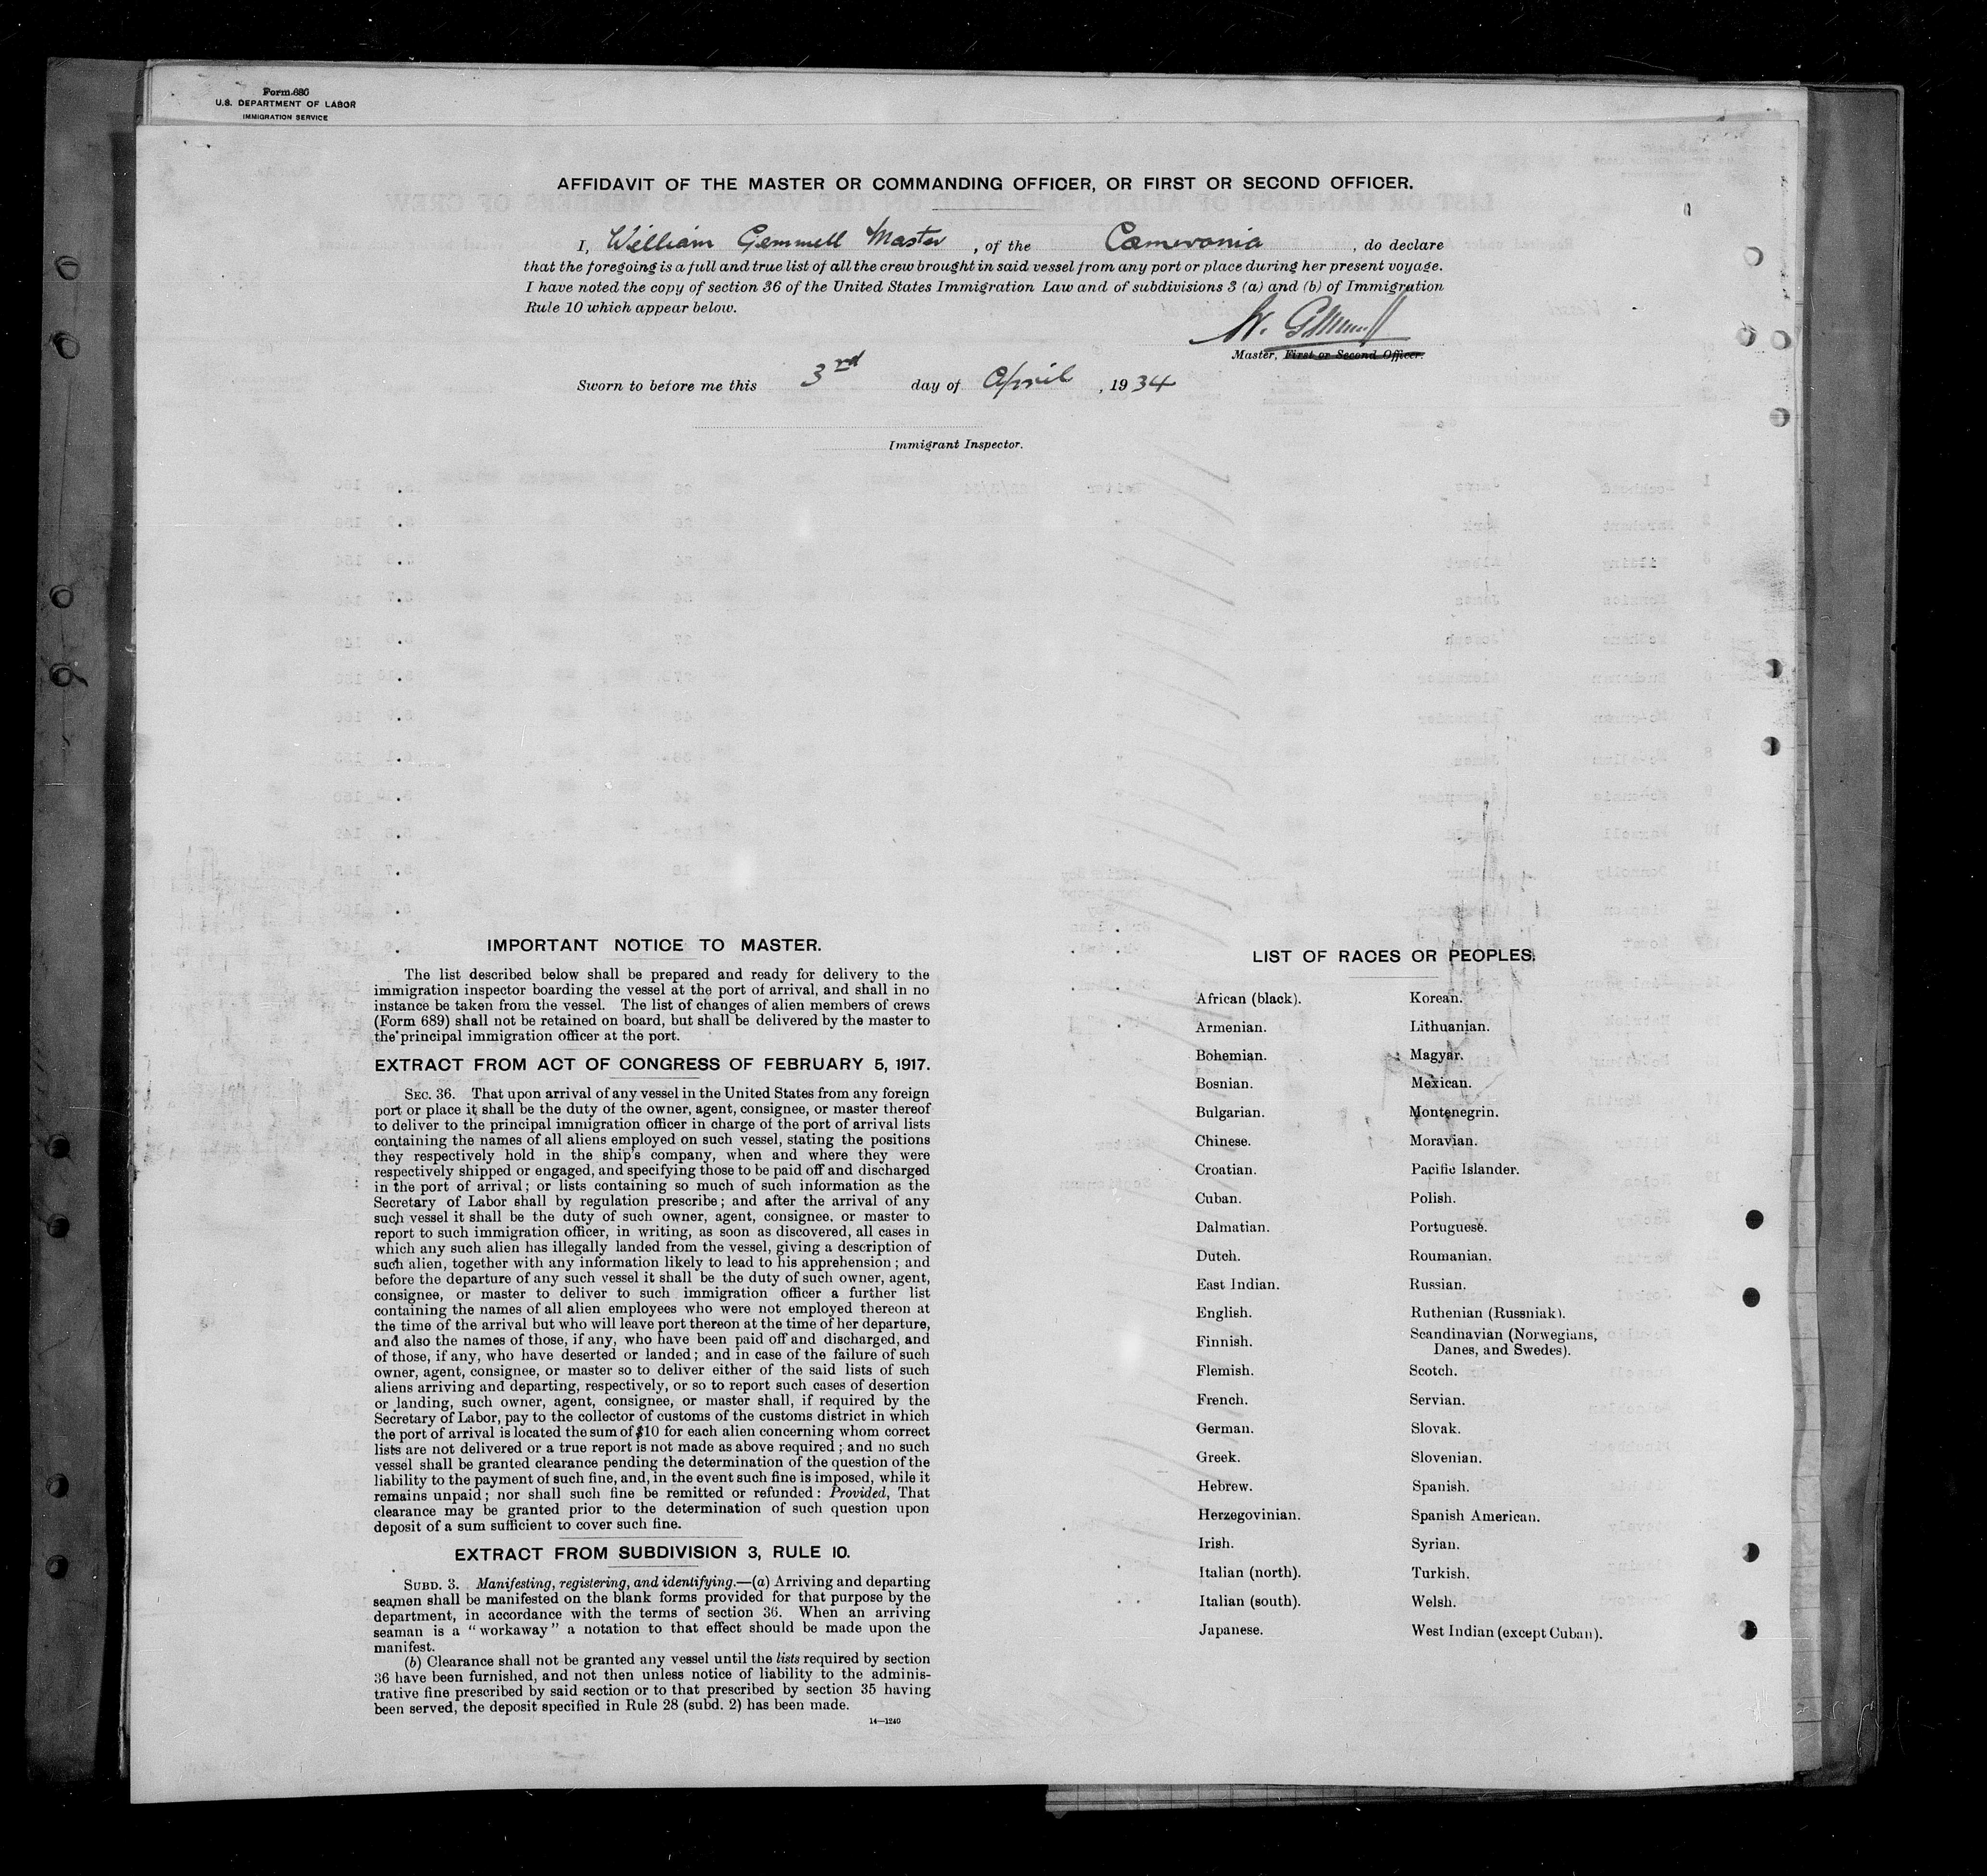 Form 680
U.S. DEPARTMENT OF LABOR
IMMIGRATION SERVICE
AFFIDAVIT OF THE MASTER OR COMMANDING OFFICER, OR FIRST OR SECOND OFFICER.
I, William Gemmell Master, of the Cameronia, do declare
that the foregoing is a full and true list of all the crew brought in said vessel from any port or place during her present voyage.
I have noted the copy of section 36 of the United States Immigration Law and of subdivisions 3 (a) and (b) of Immigration
Rule 10 which appear below.
W. Gemmell
Master, First or Second Officer.
Sworn to before me this 3rd day of April, 1934
Immigrant Inspector.
IMPORTANT NOTICE TO MASTER.
The list described below shall be prepared and ready for delivery to the
immigration inspector boarding the vessel at the port of arrival, and shall in no
instance be taken from the vessel. The list of changes of alien members of crews
(Form 689) shall not be retained on board, but shall be delivered by the master to
the principal immigration officer at the port.
EXTRACT FROM ACT OF CONGRESS OF FEBRUARY 5, 1917.
SEC. 36. That upon arrival of any vessel in the United States from any foreign
port or place it shall be the duty of the owner, agent, consignee, or master thereof
to deliver to the principal immigration officer in charge of the port of arrival lists
containing the names of all aliens employed on such vessel, stating the positions
they respectively hold in the ship's company, when and where they were
respectively shipped or engaged, and specifying those to be paid off and discharged
in the port of arrival; or lists containing so much of such information as the
Secretary of Labor shall by regulation prescribe; and after the arrival of any
such vessel it shall be the duty of such owner, agent, consignee, or master to
report to such immigration officer, in writing, as soon as discovered, all cases in
which any such alien has illegally landed from the vessel, giving a description of
such alien, together with any information likely to lead to his apprehension; and
before the departure of any such vessel it shall be the duty of such owner, agent,
consignee, or master to deliver to such immigration officer a further list
containing the names of all alien employees who were not employed thereon at
the time of the arrival but who will leave port thereon at the time of her departure,
and also the names of those, if any, who have been paid off and discharged, and
of those, if any, who have deserted or landed; and in case of the failure of such
owner, agent, consignee, or master so to deliver either of the said lists of such
aliens arriving and departing, respectively, or so to report such cases of desertion
or landing, such owner, agent, consignee, or master shall, if required by the
Secretary of Labor, pay to the collector of customs of the customs district in which
the port of arrival is located the sum of $10 for each alien concerning whom correct
lists are not delivered or a true report is not made as above required; and no such
vessel shall be granted clearance pending the determination of the question of the
liability to the payment of such fine, and, in the event such fine is imposed, while it
remains unpaid; nor shall such fine be remitted or refunded: Provided, That
clearance may be granted prior to the determination of such question upon
deposit of a sum sufficient to cover such fine.
EXTRACT FROM SUBDIVISION 3, RULE 10.
SUBD. 3. Manifesting, registering, and identifying.—(a) Arriving and departing
seamen shall be manifested on the blank forms provided for that purpose by the
department, in accordance with the terms of section 36. When an arriving
seaman is a "workaway" a notation to that effect should be made upon the
manifest.
(b) Clearance shall not be granted any vessel until the lists required by section
36 have been furnished, and not then unless notice of liability to the adminis-
trative fine prescribed by said section or to that prescribed by section 35 having
been served, the deposit specified in Rule 28 (subd. 2) has been made.
14—1240
LIST OF RACES OR PEOPLES.
African (black).
Armenian.
Bohemian.
Bosnian.
Bulgarian.
Chinese.
Croatian.
Cuban.
Dalmatian.
Dutch.
East Indian.
English.
Finnish.
Flemish.
French.
German.
Greek.
Hebrew.
Herzegovinian.
Irish.
Italian (north).
Italian (south).
Japanese.
Korean.
Lithuanian.
Magyar.
Mexican.
Montenegrin.
Moravian.
Pacific Islander.
Polish.
Portuguese.
Roumanian.
Russian.
Ruthenian (Russniak).
Scandinavian (Norwegians,
Danes, and Swedes).
Scotch.
Servian.
Slovak.
Slovenian.
Spanish.
Spanish American.
Syrian.
Turkish.
Welsh.
West Indian (except Cuban).